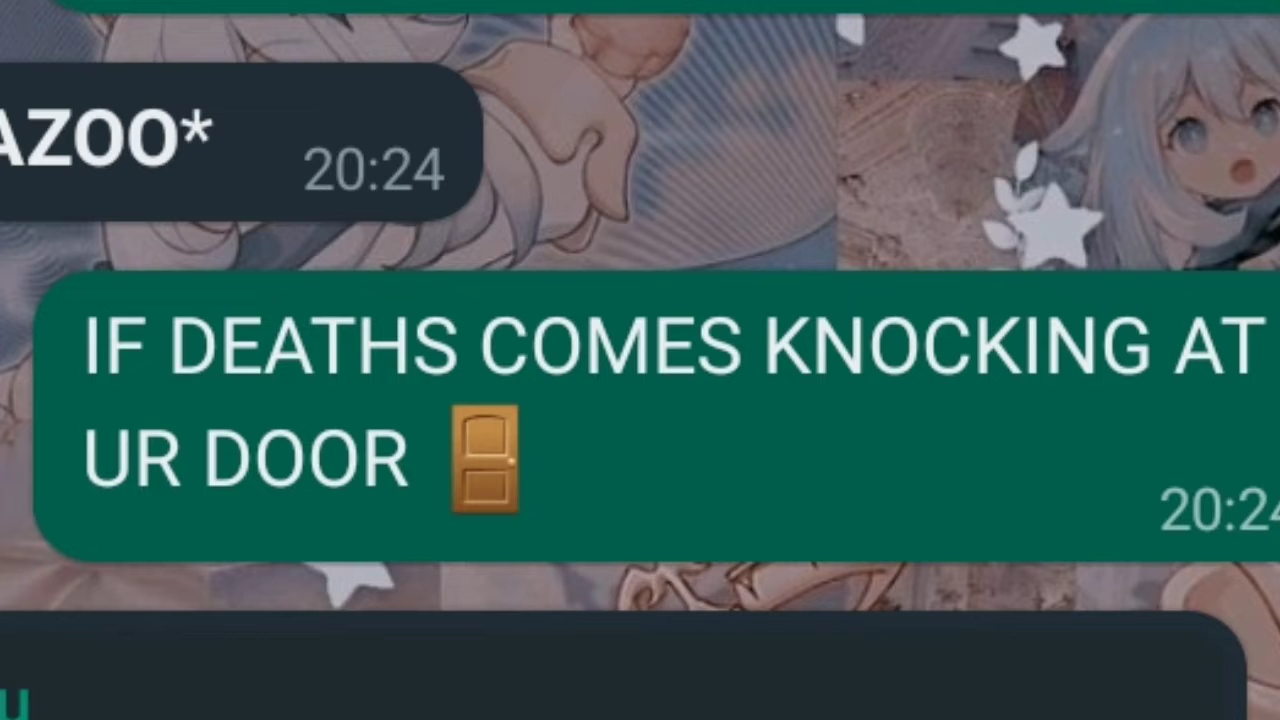 AZOO*
20:24
IF DEATHS COMES KNOCKING AT
UR DOOR 🚪
20:24
u